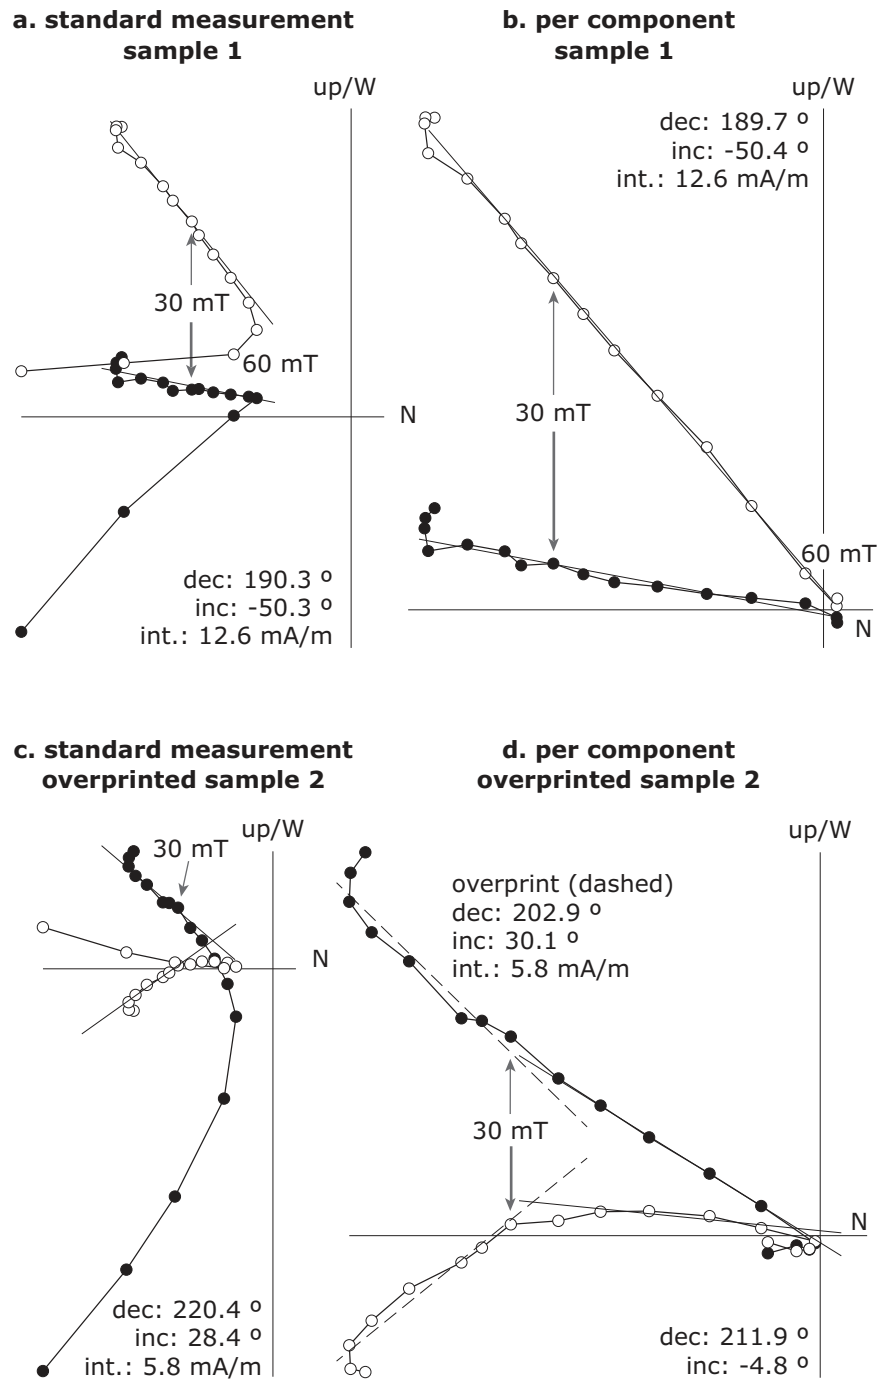 a. standard measurement
sample 1
up/W
30 mT
60 mT
N
dec: 190.3 º
inc: -50.3 º
int.: 12.6 mA/m
b. per component
sample 1
up/W
dec: 189.7 º
inc: -50.4 º
int.: 12.6 mA/m
30 mT
60 mT
N
c. standard measurement
overprinted sample 2
up/W
30 mT
N
dec: 220.4 º
inc: 28.4 º
int.: 5.8 mA/m
d. per component
overprinted sample 2
up/W
overprint (dashed)
dec: 202.9 º
inc: 30.1 º
int.: 5.8 mA/m
30 mT
N
dec: 211.9 º
inc: -4.8 º